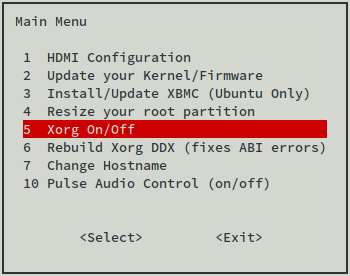 Main Menu
1 HDMI Configuration
2 Update your Kernel/Firmware
3 Install/Update XBMC (Ubuntu Only)
4 Resize your root partition
5 Xorg On/Off
6 Rebuild Xorg DDX (fixes ABI errors)
7 Change Hostname
10 Pulse Audio Control (on/off)
<Select> <Exit>